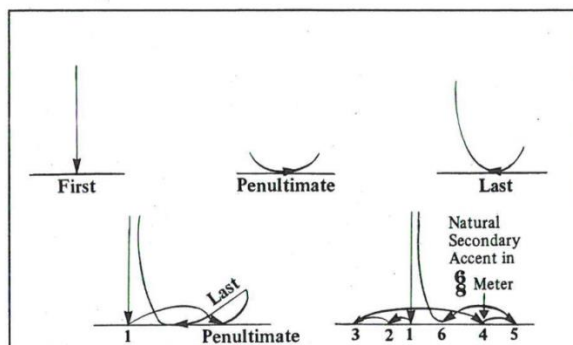 First
Penultimate
Last
Last
1
Penultimate
Natural
Secondary
Accent in
6
8 Meter
3 2 1 6 4 5